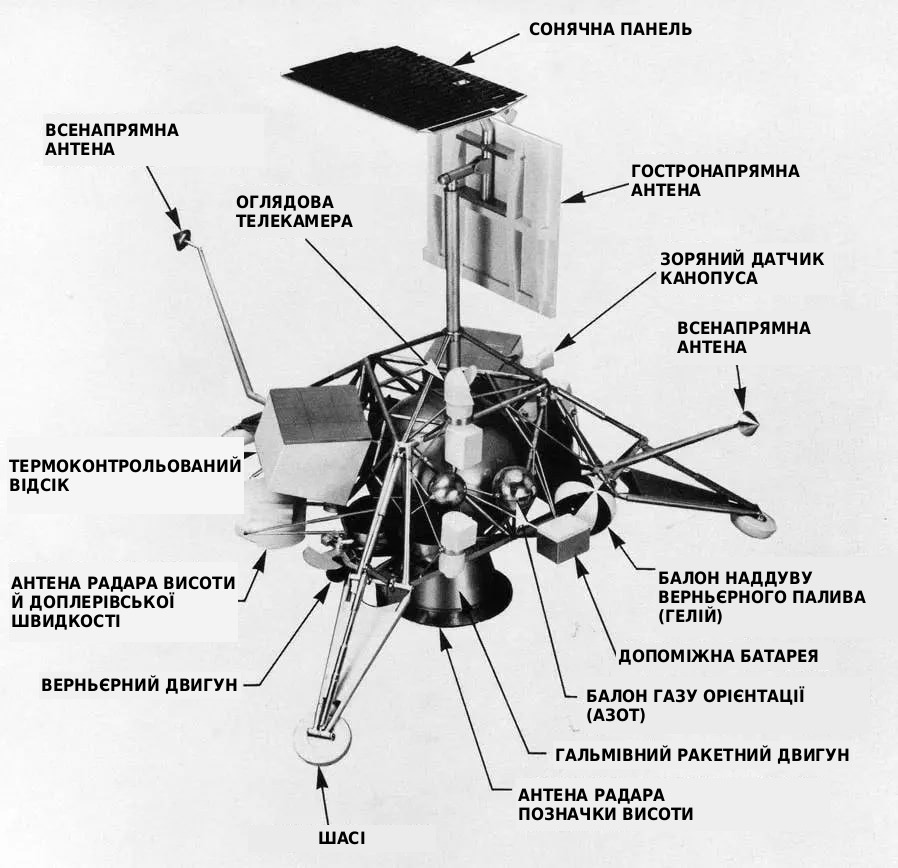 СОНЯЧНА ПАНЕЛЬ
ВСЕНАПРЯМНА
АНТЕНА
ГОСТРОНАПРЯМНА
АНТЕНА
ОГЛЯДОВА
ТЕЛЕКАМЕРА
ЗОРЯНИЙ ДАТЧИК
КАНОПУСА
ВСЕНАПРЯМНА
АНТЕНА
ТЕРМОКОНТРОЛЬОВАНИЙ
ВІДСІК
АНТЕНА РАДАРА ВИСОТИ
Й ДОПЛЕРІВСЬКОЇ
ШВИДКОСТІ
БАЛОН НАДДУВУ
ВЕРНЬЄРНОГО ПАЛИВА
(ГЕЛІЙ)
ДОПОМІЖНА БАТАРЕЯ
ВЕРНЬЄРНИЙ ДВИГУН
БАЛОН ГАЗУ ОРІЄНТАЦІЇ
(АЗОТ)
ГАЛЬМІВНИЙ РАКЕТНИЙ ДВИГУН
АНТЕНА РАДАРА
ПОЗНАЧКИ ВИСОТИ
ШАСІ